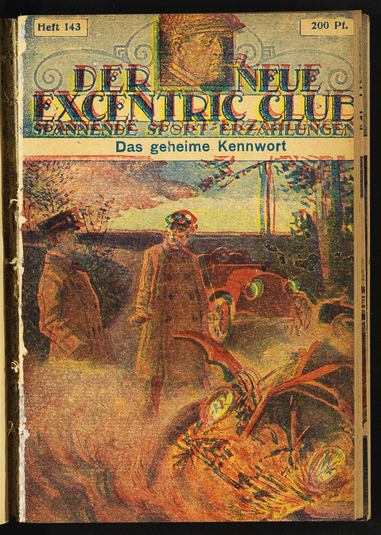 Heft 143
200 Pf.
DER NEUE
EXCENTRIC CLUB
SPANNENDE SPORT-ERZÄHLUNGEN
Das geheime Kennwort